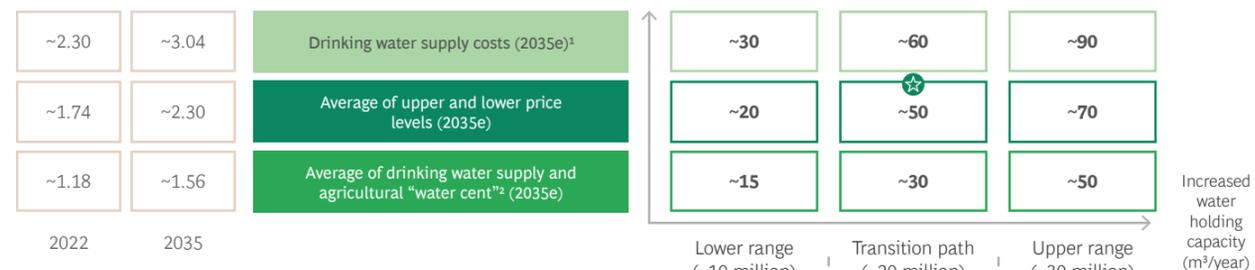 ~2.30
~3.04
Drinking water supply costs (2035e)¹
~30
~60
~90
~1.74
~2.30
Average of upper and lower price
levels (2035e)
~20
~50
~70
~1.18
~1.56
Average of drinking water supply and
agricultural “water cent”² (2035e)
~15
~30
~50
2022
2035
Lower range
Transition path
Upper range
Increased
water
holding
capacity
(m³/year)